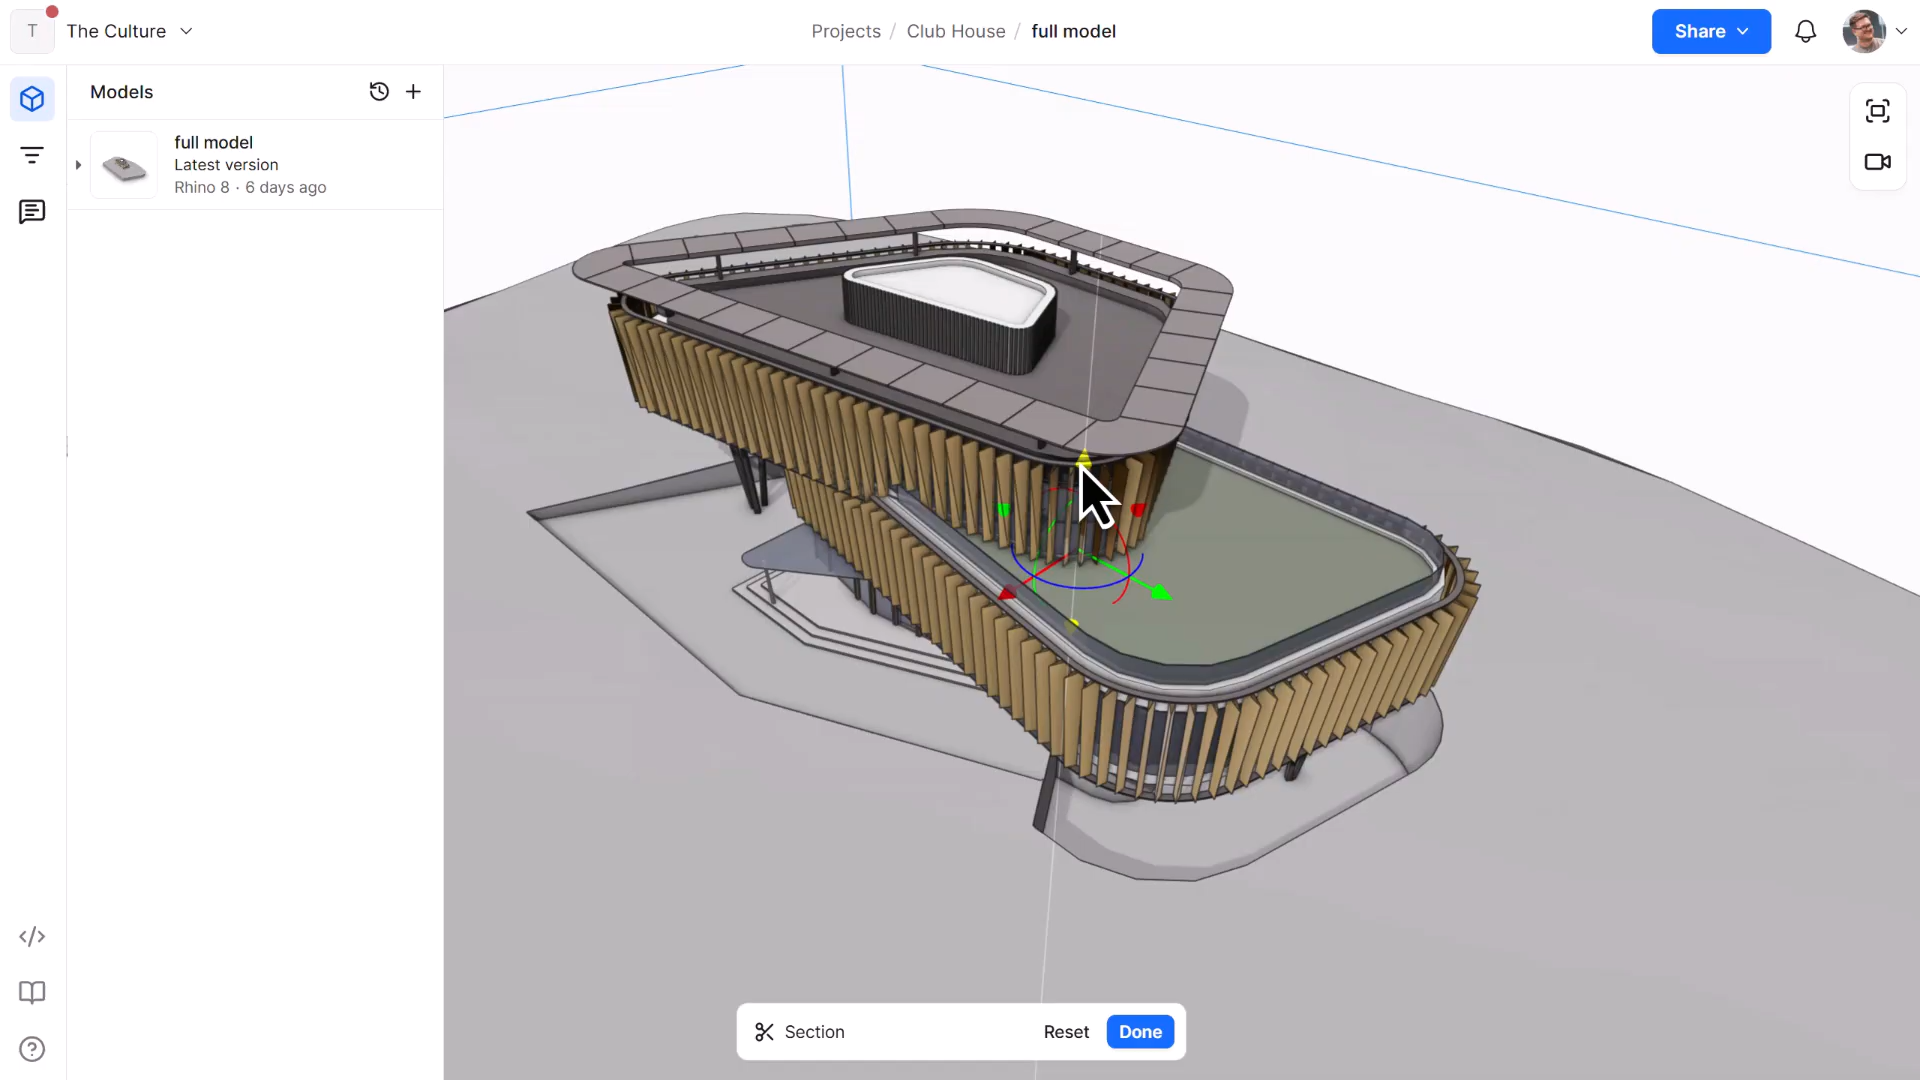 T
The Culture
Projects / Club House / full model
Share
Models
full model
Latest version
Rhino 8 · 6 days ago
Section
Reset
Done